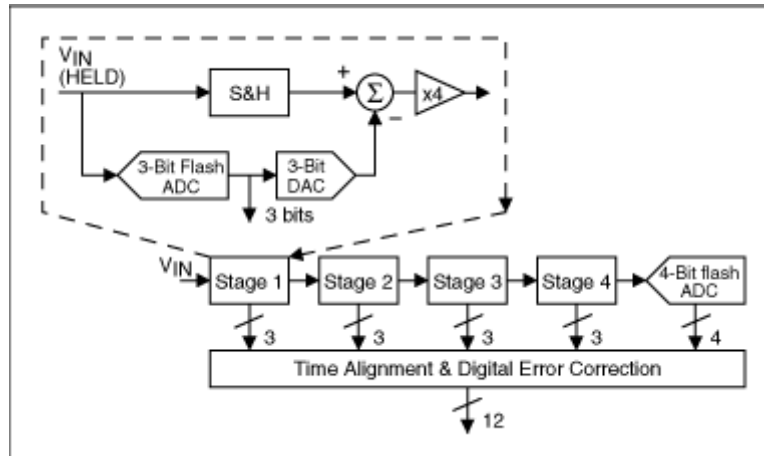 VIN
(HELD)
S&H
+
Σ
−
x4
3-Bit Flash
ADC
3-Bit
DAC
3 bits
VIN
Stage 1
Stage 2
Stage 3
Stage 4
4-Bit flash
ADC
3
3
3
3
4
Time Alignment & Digital Error Correction
12